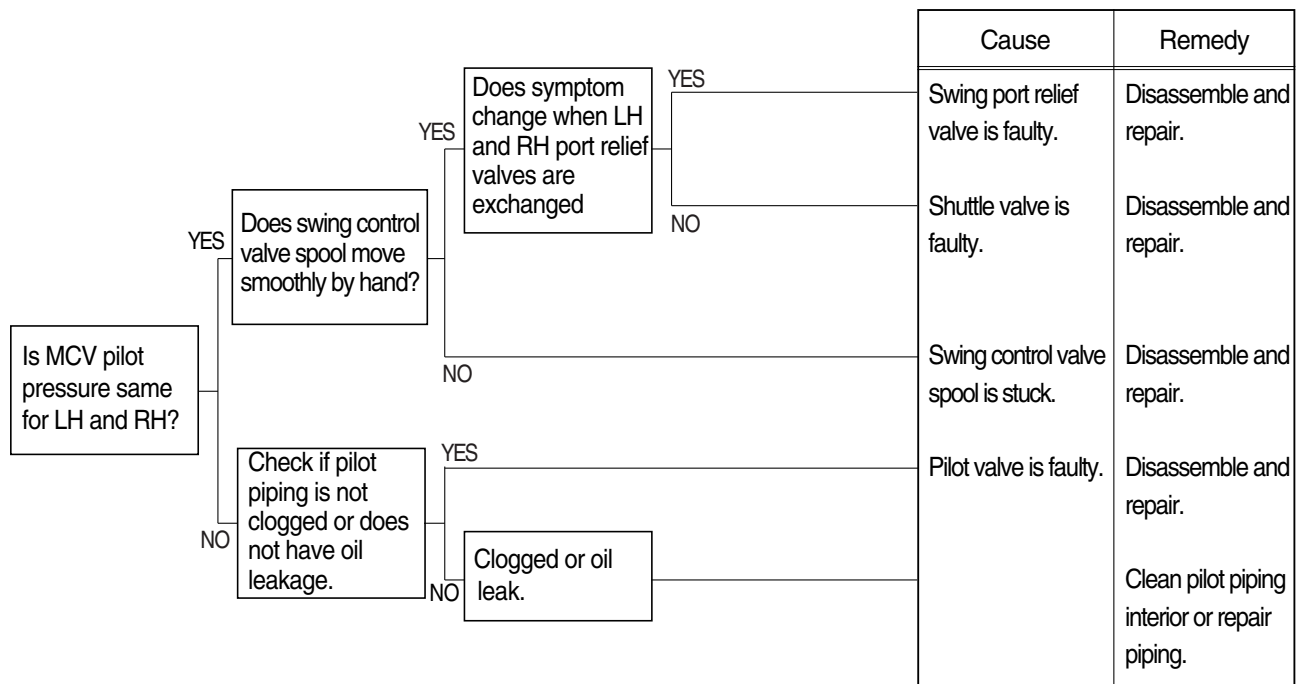 Is MCV pilot
pressure same
for LH and RH?
YES
Does swing control
valve spool move
smoothly by hand?
YES
Does symptom
change when LH
and RH port relief
valves are
exchanged
YES
NO
NO
NO
Check if pilot
piping is not
clogged or does
not have oil
leakage.
YES
NO
Clogged or oil
leak.
Cause
Remedy
Swing port relief
valve is faulty.
Disassemble and
repair.
Shuttle valve is
faulty.
Disassemble and
repair.
Swing control valve
spool is stuck.
Disassemble and
repair.
Pilot valve is faulty.
Disassemble and
repair.
Clean pilot piping
interior or repair
piping.